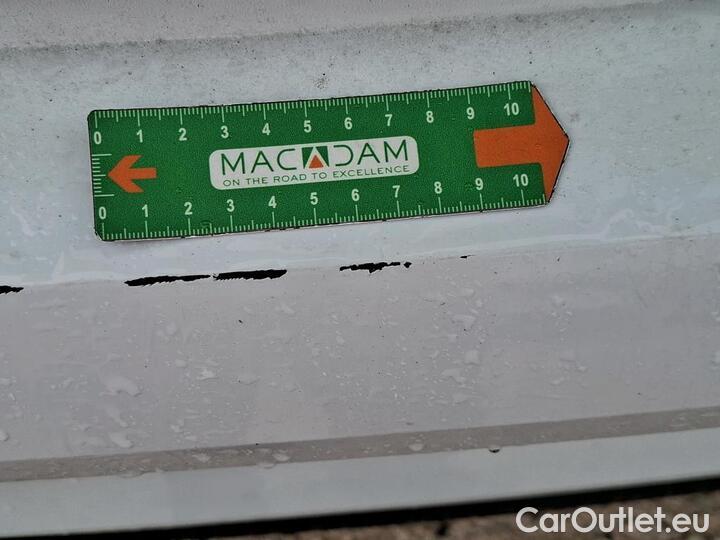 0 1 2 3 4 5 6 7 8 9 10
MACADAM
ON THE ROAD TO EXCELLENCE
0 1 2 3 4 5 6 7 8 9 10
CarOutlet.eu